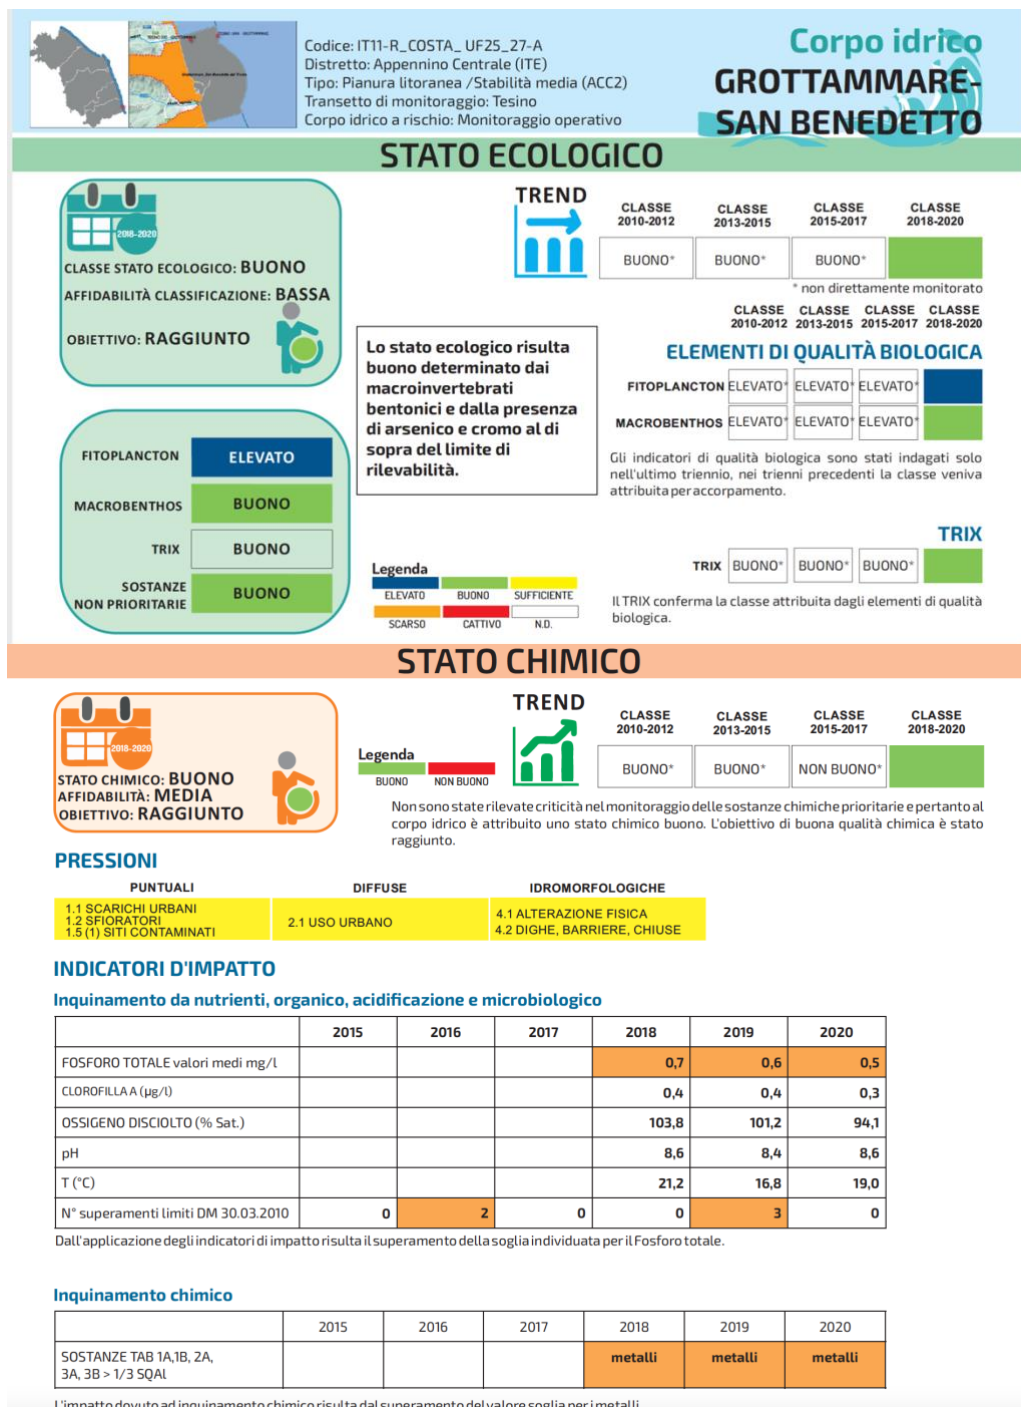 Codice: IT11-R_COSTA_ UF25_27-A
Distretto: Appennino Centrale (ITE)
Tipo: Pianura litoranea /Stabilità media (ACC2)
Transetto di monitoraggio: Tesino
Corpo idrico a rischio: Monitoraggio operativo
Corpo idrico
GROTTAMMARE-
SAN BENEDETTO
STATO ECOLOGICO
2018-2020
CLASSE STATO ECOLOGICO: BUONO
AFFIDABILITÀ CLASSIFICAZIONE: BASSA
OBIETTIVO: RAGGIUNTO
TREND
CLASSE 2010-2012 CLASSE 2013-2015 CLASSE 2015-2017 CLASSE 2018-2020
BUONO* BUONO* BUONO*
* non direttamente monitorato
Lo stato ecologico risulta
buono determinato dai
macroinvertebrati
bentonici e dalla presenza
di arsenico e cromo al di
sopra del limite di
rilevabilità.
CLASSE 2010-2012 CLASSE 2013-2015 CLASSE 2015-2017 CLASSE 2018-2020
ELEMENTI DI QUALITÀ BIOLOGICA
FITOPLANCTON ELEVATO* ELEVATO* ELEVATO*
MACROBENTHOS ELEVATO* ELEVATO* ELEVATO*
Gli indicatori di qualità biologica sono stati indagati solo
nell'ultimo triennio, nei trienni precedenti la classe veniva
attribuita per accorpamento.
FITOPLANCTON ELEVATO
MACROBENTHOS BUONO
TRIX BUONO
SOSTANZE
NON PRIORITARIE BUONO
Legenda
ELEVATO BUONO SUFFICIENTE
SCARSO CATTIVO N.D.
TRIX
TRIX BUONO* BUONO* BUONO*
Il TRIX conferma la classe attribuita dagli elementi di qualità
biologica.
STATO CHIMICO
2018-2020
STATO CHIMICO: BUONO
AFFIDABILITÀ: MEDIA
OBIETTIVO: RAGGIUNTO
Legenda
BUONO NON BUONO
TREND
CLASSE 2010-2012 CLASSE 2013-2015 CLASSE 2015-2017 CLASSE 2018-2020
BUONO* BUONO* NON BUONO*
Non sono state rilevate criticità nel monitoraggio delle sostanze chimiche prioritarie e pertanto al
corpo idrico è attribuito uno stato chimico buono. L'obiettivo di buona qualità chimica è stato
raggiunto.
PRESSIONI
PUNTUALI DIFFUSE IDROMORFOLOGICHE
1.1 SCARICHI URBANI
1.2 SFIORATORI
1.5 (1) SITI CONTAMINATI
2.1 USO URBANO
4.1 ALTERAZIONE FISICA
4.2 DIGHE, BARRIERE, CHIUSE
INDICATORI D'IMPATTO
Inquinamento da nutrienti, organico, acidificazione e microbiologico
2015 2016 2017 2018 2019 2020
FOSFORO TOTALE valori medi mg/l 0,7 0,6 0,5
CLOROFILLA A (µg/l) 0,4 0,4 0,3
OSSIGENO DISCIOLTO (% Sat.) 103,8 101,2 94,1
pH 8,6 8,4 8,6
T (°C) 21,2 16,8 19,0
N° superamenti limiti DM 30.03.2010 0 2 0 0 3 0
Dall'applicazione degli indicatori di impatto risulta il superamento della soglia individuata per il Fosforo totale.
Inquinamento chimico
2015 2016 2017 2018 2019 2020
SOSTANZE TAB 1A,1B, 2A,
3A, 3B > 1/3 SQAl metalli metalli metalli
L'impatto dovuto ad inquinamento chimico risulta dal superamento del valore soglia per i metalli